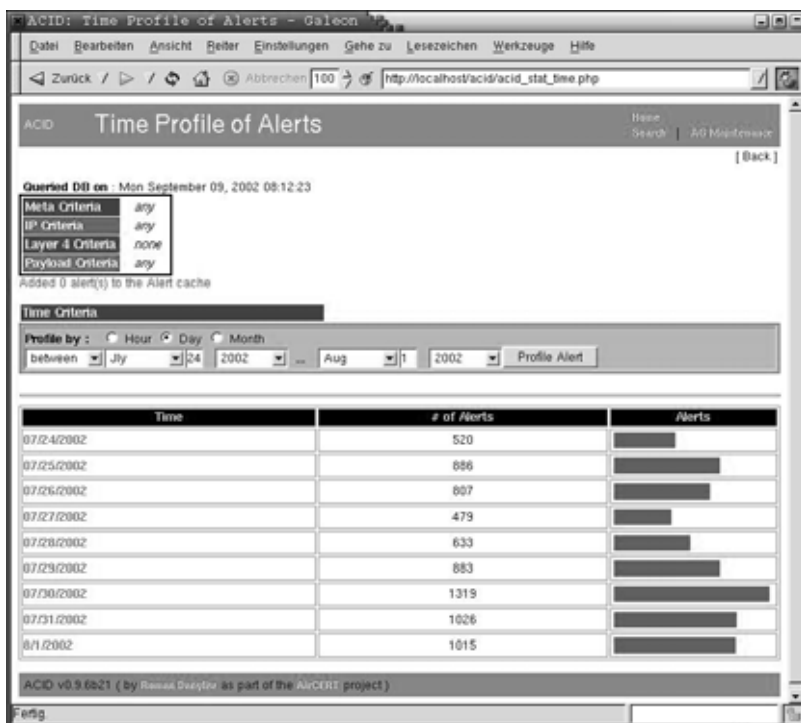 ACID: Time Profile of Alerts - Galeon
Datei Bearbeiten Ansicht Reiter Einstellungen Gehe zu Lesezeichen Werkzeuge Hilfe
Zurück / / Abbrechen 100 http://localhost/acid/acid_stat_time.php
ACID Time Profile of Alerts
Home
Search | AG Maintenance
[ Back ]
Queried DB on : Mon September 09, 2002 08:12:23
Meta Criteria any
IP Criteria any
Layer 4 Criteria none
Payload Criteria any
Added 0 alert(s) to the Alert cache
Time Criteria
Profile by : Hour Day Month
between Jly 24 2002 ... Aug 1 2002 Profile Alert
Time # of Alerts Alerts
07/24/2002 520
07/25/2002 886
07/26/2002 807
07/27/2002 479
07/28/2002 633
07/29/2002 883
07/30/2002 1319
07/31/2002 1026
8/1/2002 1015
ACID v0.9.6b21 ( by Roman as part of the AirCERT project )
Fertig.